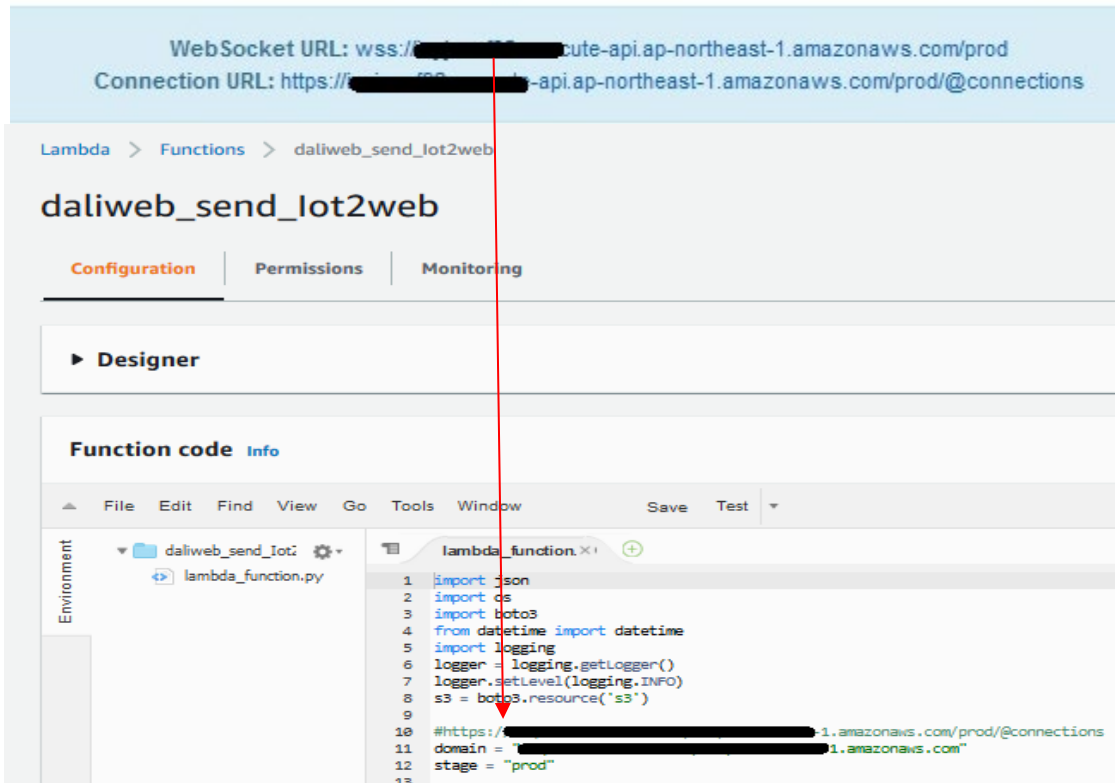 WebSocket URL: wss://cute-api.ap-northeast-1.amazonaws.com/prod
Connection URL: https://-api.ap-northeast-1.amazonaws.com/prod/@connections
Lambda > Functions > daliweb_send_Iot2web
daliweb_send_Iot2web
Configuration Permissions Monitoring
Designer
Function code Info
File Edit Find View Go Tools Window Save Test
Environment
daliweb_send_Iot2
lambda_function.py
lambda_function.
1 import json
2 import os
3 import boto3
4 from datetime import datetime
5 import logging
6 logger = logging.getLogger()
7 logger.setLevel(logging.INFO)
8 s3 = boto3.resource('s3')
9
10 #https:/-1.amazonaws.com/prod/@connections
11 domain = "1.amazonaws.com"
12 stage = "prod"
13